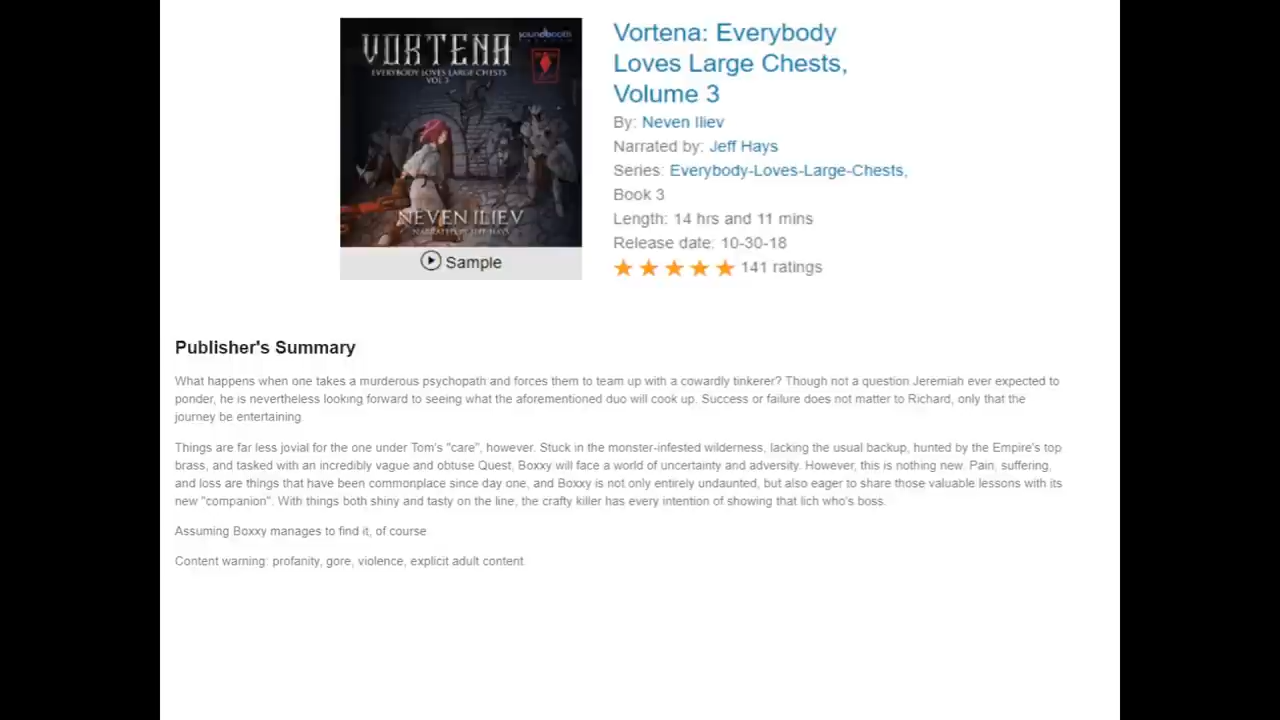 VORTENA
EVERYBODY LOVES LARGE CHESTS
VOL 3
soundbooth
NEVEN ILIEV
NARRATED BY JEFF HAYS
Sample
Vortena: Everybody
Loves Large Chests,
Volume 3
By: Neven Iliev
Narrated by: Jeff Hays
Series: Everybody-Loves-Large-Chests,
Book 3
Length: 14 hrs and 11 mins
Release date: 10-30-18
141 ratings
Publisher's Summary
What happens when one takes a murderous psychopath and forces them to team up with a cowardly tinkerer? Though not a question Jeremiah ever expected to
ponder, he is nevertheless looking forward to seeing what the aforementioned duo will cook up. Success or failure does not matter to Richard, only that the
journey be entertaining
Things are far less jovial for the one under Tom's "care", however. Stuck in the monster-infested wilderness, lacking the usual backup, hunted by the Empire's top
brass, and tasked with an incredibly vague and obtuse Quest, Boxxy will face a world of uncertainty and adversity. However, this is nothing new. Pain, suffering,
and loss are things that have been commonplace since day one, and Boxxy is not only entirely undaunted, but also eager to share those valuable lessons with its
new "companion". With things both shiny and tasty on the line, the crafty killer has every intention of showing that lich who's boss.
Assuming Boxxy manages to find it, of course
Content warning: profanity, gore, violence, explicit adult content